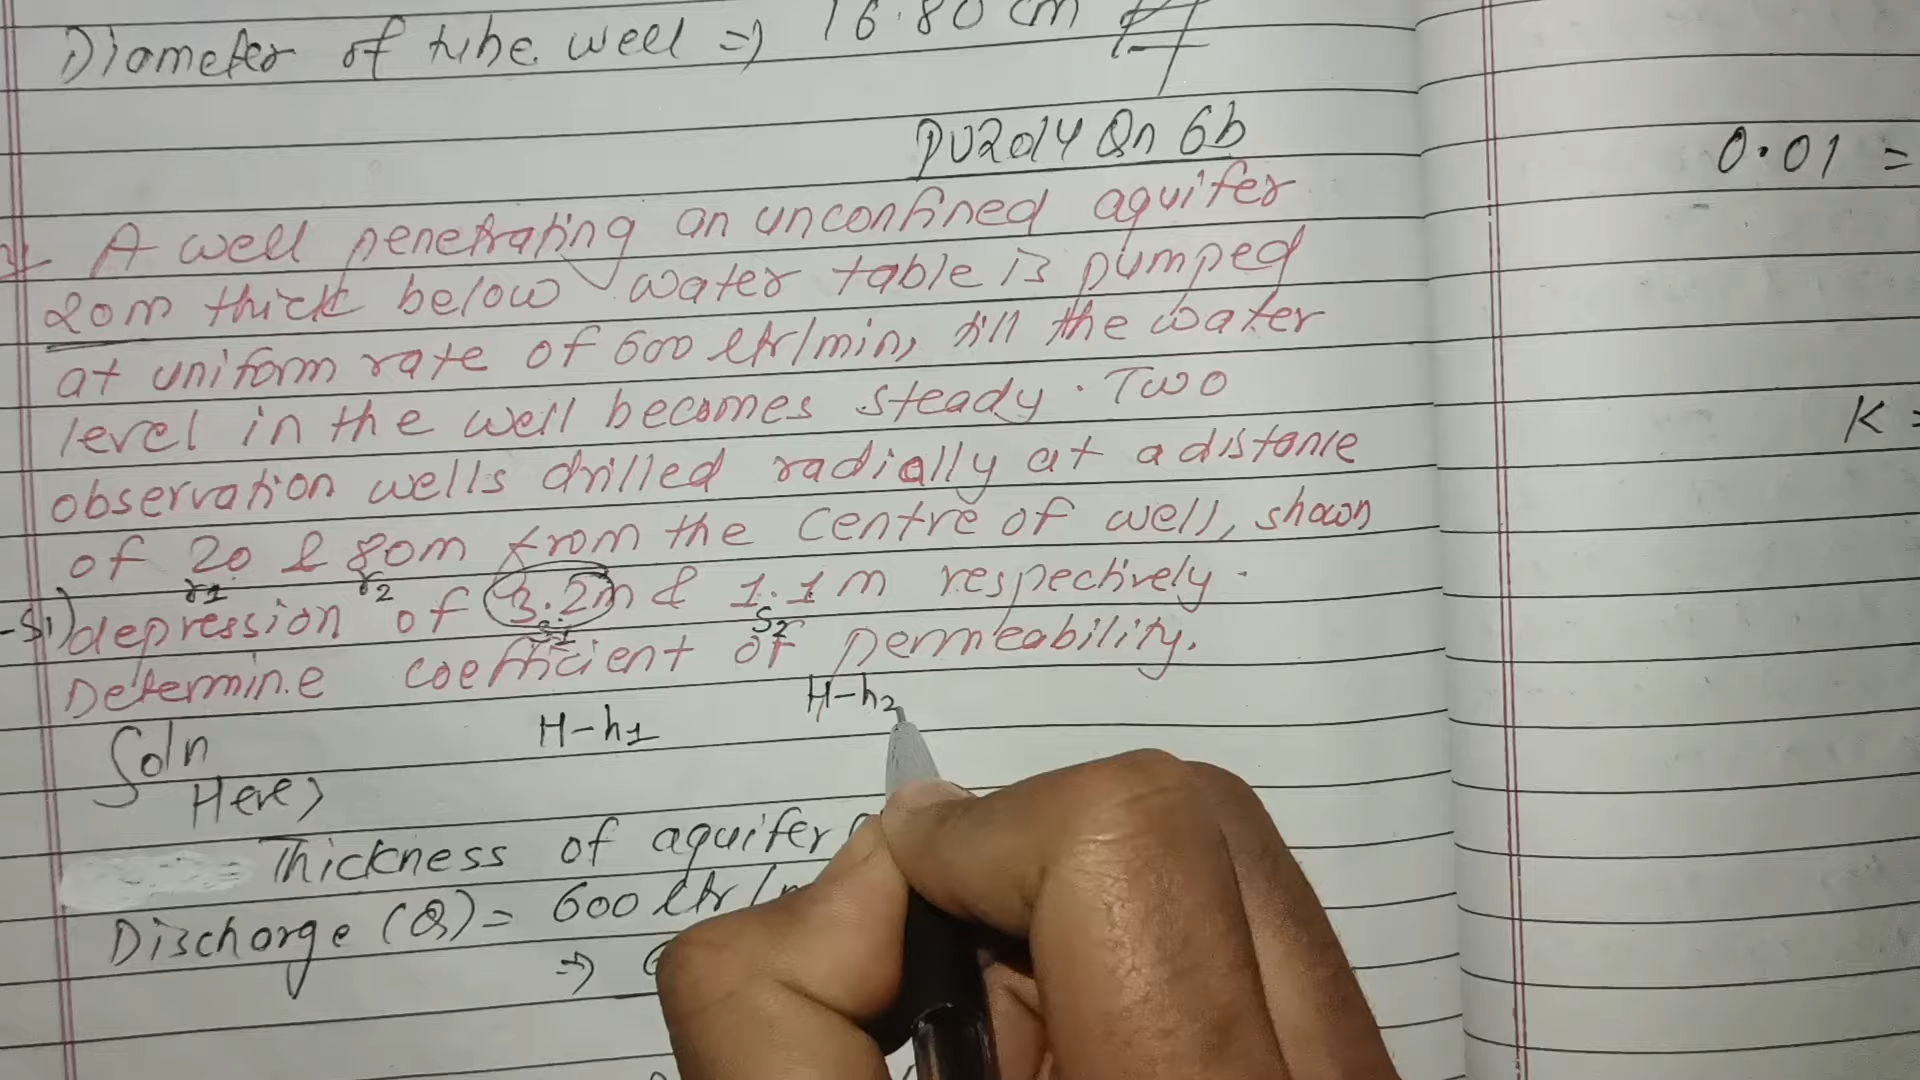 Diameter of tube well => 16.80 cm
PU2014 Qn 6b
A well penetrating an unconfined aquifer
20m thick below water table is pumped
at uniform rate of 600 ltr/min, till the water
level in the well becomes steady. Two
observation wells drilled radially at a distance
of 20 & 80m from the centre of well, shown
r1 r2
depression of 3.2m & 1.1m respectively.
S1 S2
Determine coefficient of permeability.
H-h1 H-h2
Soln
Here,
Thickness of aquifer
Discharge (Q) = 600 ltr/
=>
0.01 =
K =